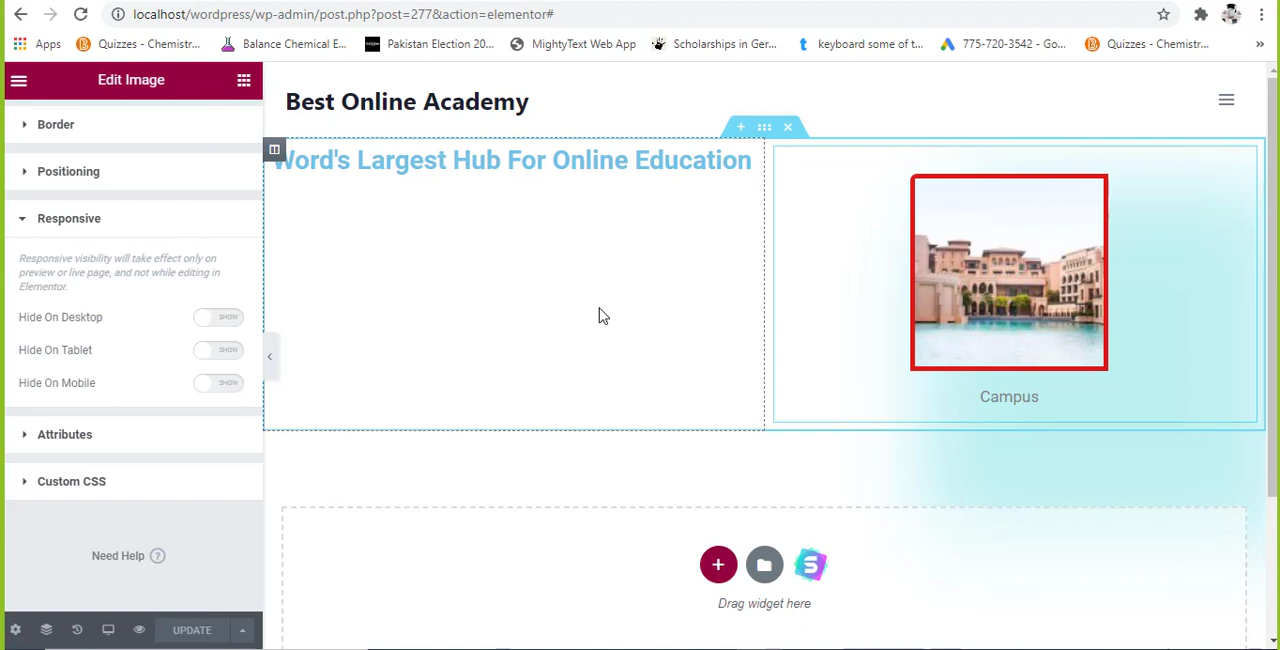 localhost/wordpress/wp-admin/post.php?post=277&action=elementor#
Apps
Quizzes - Chemistr...
Balance Chemical E...
Pakistan Election 20...
MightyText Web App
Scholarships in Ger...
keyboard some of t...
775-720-3542 - Go...
Quizzes - Chemistr...
»
Edit Image
Border
Positioning
Responsive
Responsive visibility will take effect only on
preview or live page, and not while editing in
Elementor.
Hide On Desktop
SHOW
Hide On Tablet
SHOW
Hide On Mobile
SHOW
Attributes
Custom CSS
Need Help ?
UPDATE
Best Online Academy
Word's Largest Hub For Online Education
Campus
Drag widget here